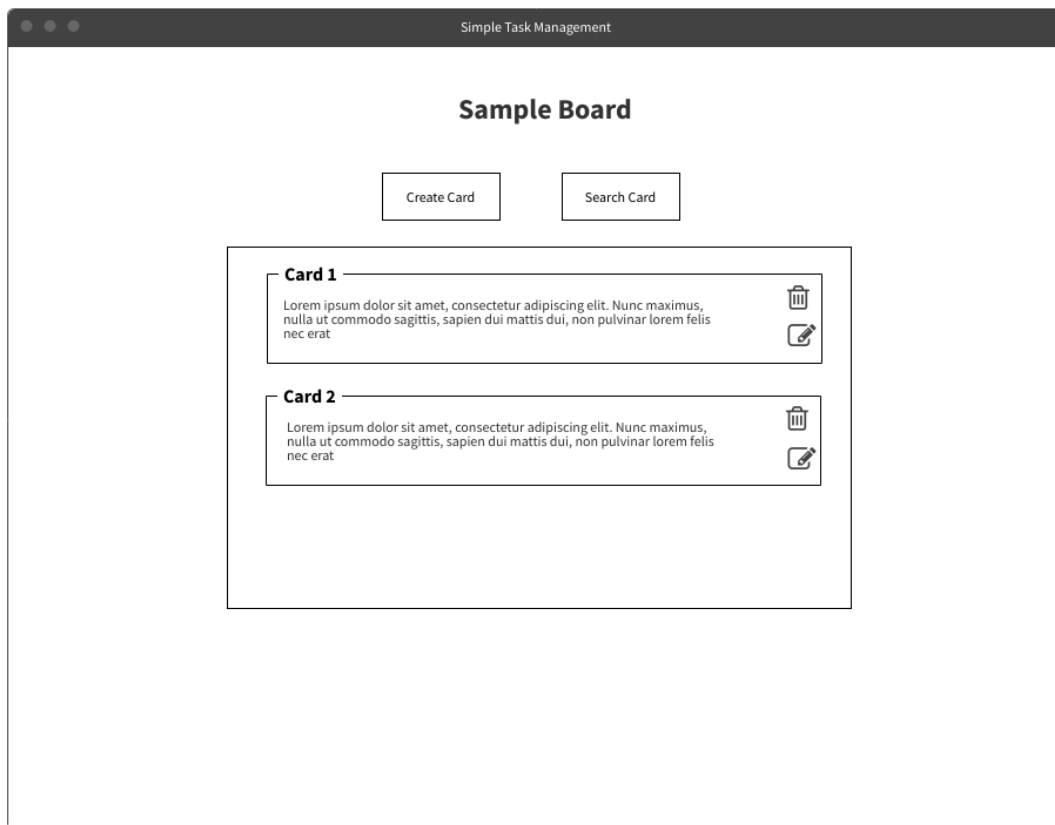 Simple Task Management
Sample Board
Create Card
Search Card
Card 1
Lorem ipsum dolor sit amet, consectetur adipiscing elit. Nunc maximus,
nulla ut commodo sagittis, sapien dui mattis dui, non pulvinar lorem felis
nec erat
Card 2
Lorem ipsum dolor sit amet, consectetur adipiscing elit. Nunc maximus,
nulla ut commodo sagittis, sapien dui mattis dui, non pulvinar lorem felis
nec erat